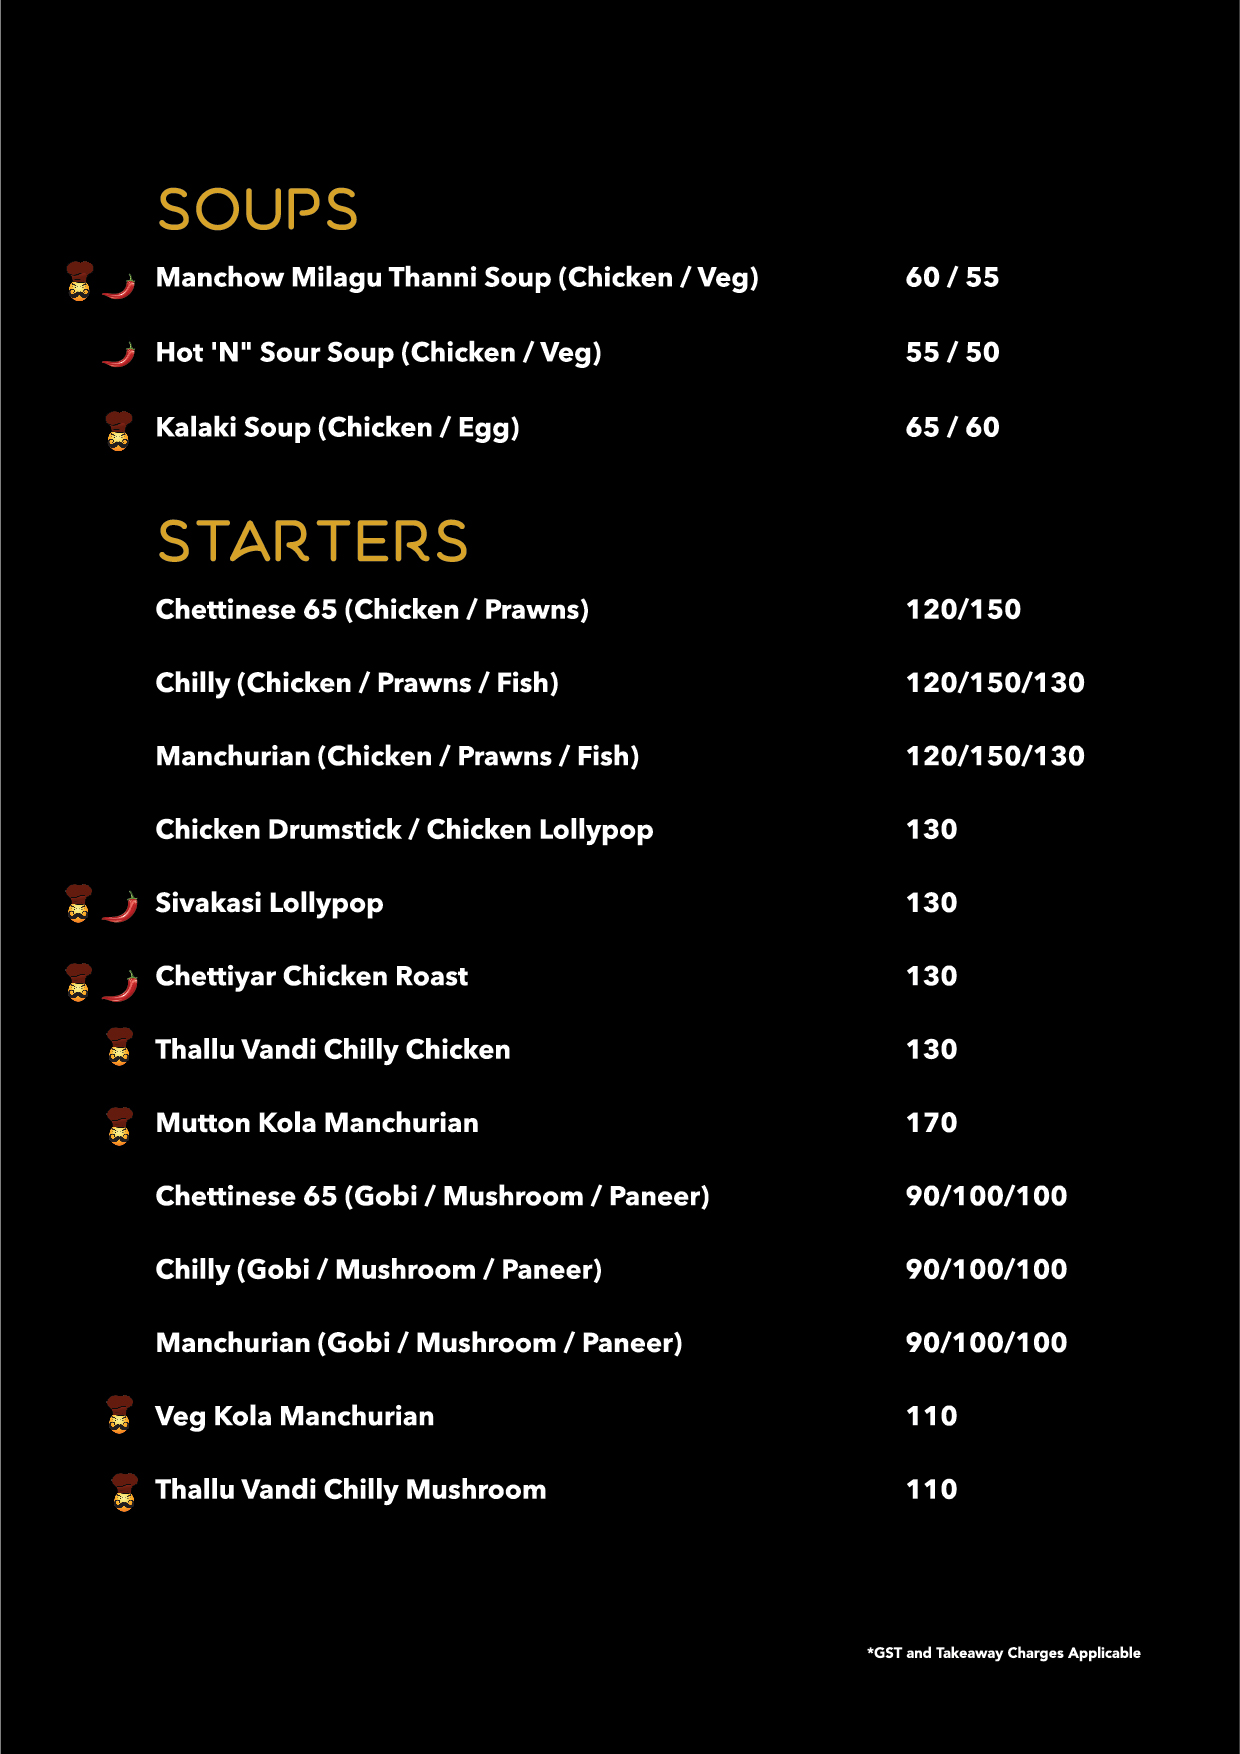 SOUPS
Manchow Milagu Thanni Soup (Chicken / Veg) 60 / 55
Hot 'N" Sour Soup (Chicken / Veg) 55 / 50
Kalaki Soup (Chicken / Egg) 65 / 60
STARTERS
Chettinese 65 (Chicken / Prawns) 120/150
Chilly (Chicken / Prawns / Fish) 120/150/130
Manchurian (Chicken / Prawns / Fish) 120/150/130
Chicken Drumstick / Chicken Lollypop 130
Sivakasi Lollypop 130
Chettiyar Chicken Roast 130
Thallu Vandi Chilly Chicken 130
Mutton Kola Manchurian 170
Chettinese 65 (Gobi / Mushroom / Paneer) 90/100/100
Chilly (Gobi / Mushroom / Paneer) 90/100/100
Manchurian (Gobi / Mushroom / Paneer) 90/100/100
Veg Kola Manchurian 110
Thallu Vandi Chilly Mushroom 110
*GST and Takeaway Charges Applicable